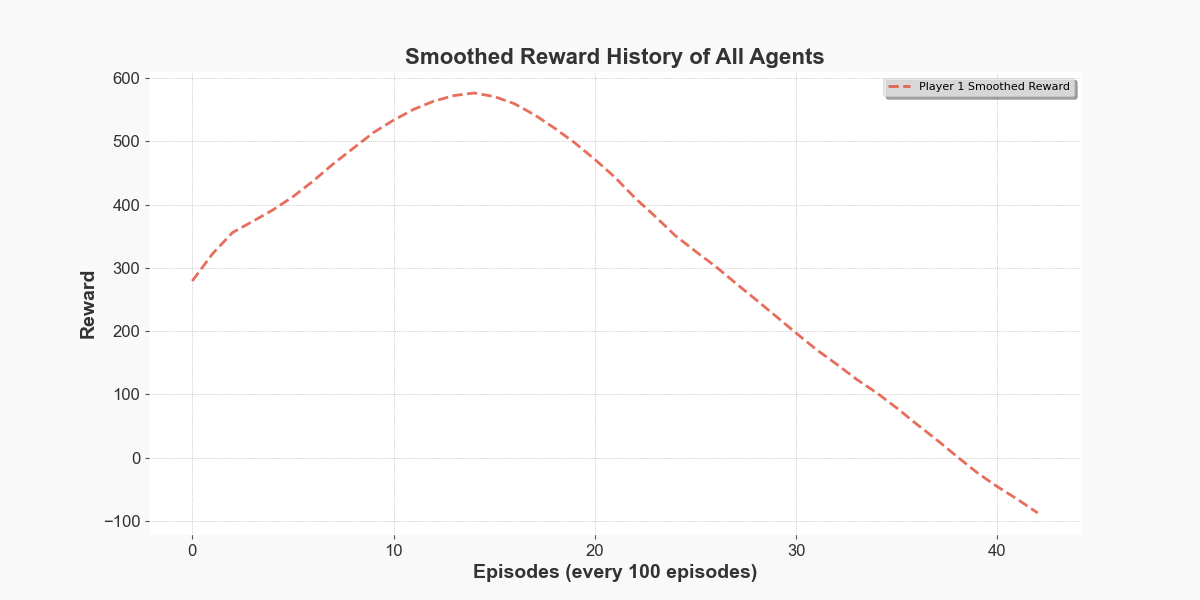 Smoothed Reward History of All Agents
Player 1 Smoothed Reward
Reward
600
500
400
300
200
100
0
−100
0 10 20 30 40
Episodes (every 100 episodes)